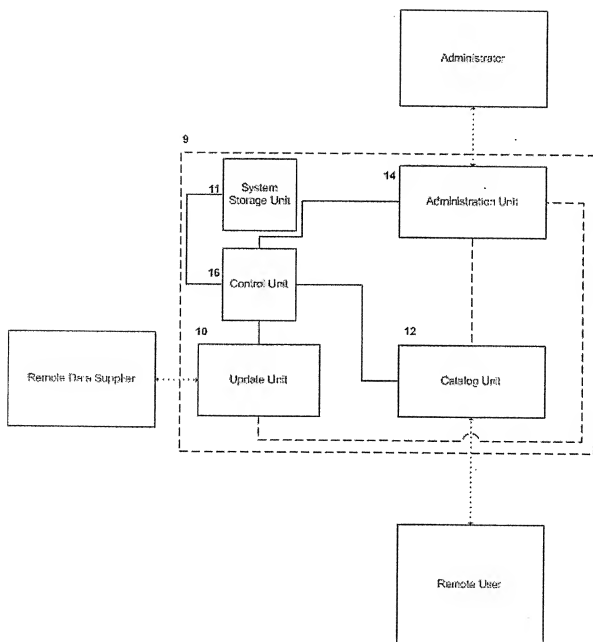 Administrator
9
14
11
System
Storage Unit
Administration Unit
16
Control Unit
10
12
Remote Data Supplier
Update Unit
Catalog Unit
Remote User